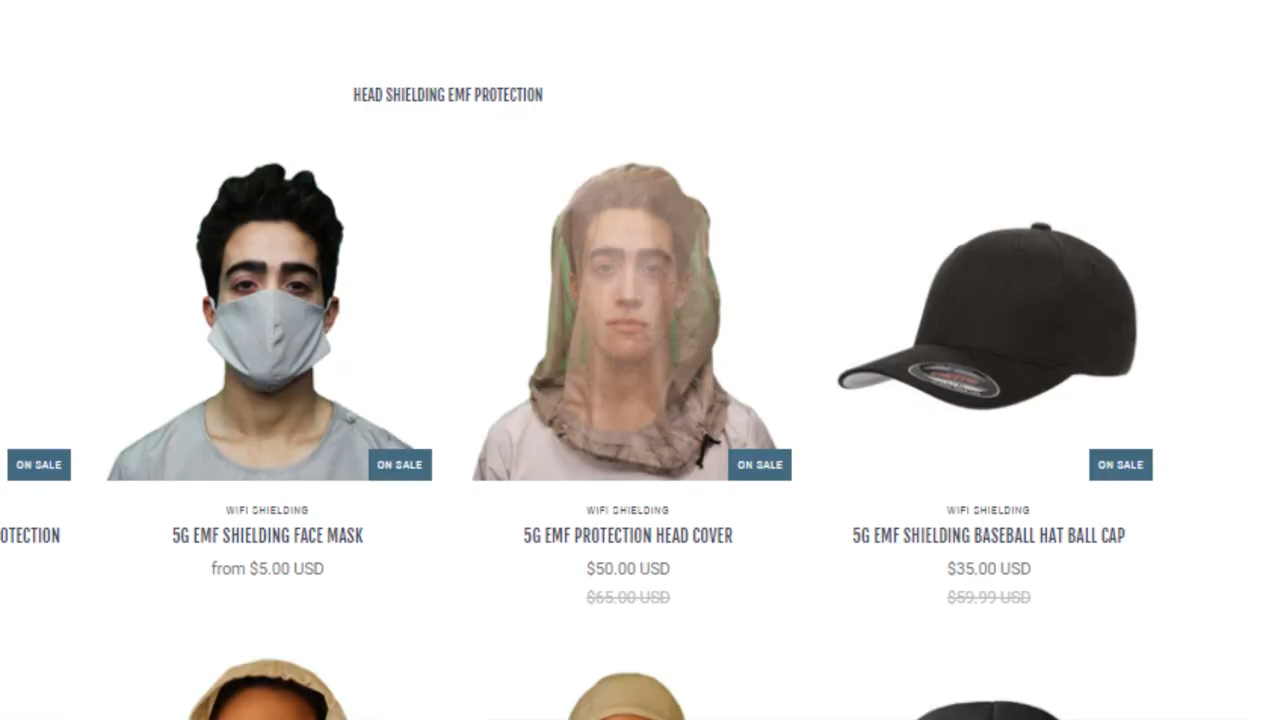 HEAD SHIELDING EMF PROTECTION
ON SALE
ON SALE
ON SALE
ON SALE
OTECTION
WIFI SHIELDING
5G EMF SHIELDING FACE MASK
from $5.00 USD
WIFI SHIELDING
5G EMF PROTECTION HEAD COVER
$50.00 USD
$65.00 USD
WIFI SHIELDING
5G EMF SHIELDING BASEBALL HAT BALL CAP
$35.00 USD
$59.99 USD